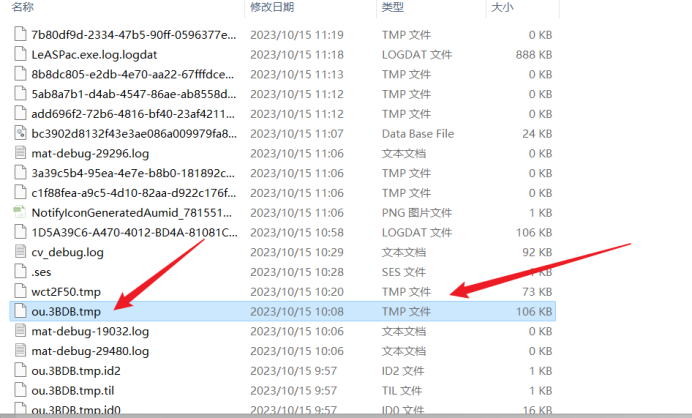 名称 修改日期 类型 大小
7b80df9d-2334-47b5-90ff-0596377e... 2023/10/15 11:19 TMP 文件 0 KB
LeASPac.exe.log.logdat 2023/10/15 11:18 LOGDAT 文件 888 KB
8b8dc805-e2db-4e70-aa22-67fffdce... 2023/10/15 11:13 TMP 文件 0 KB
5ab8a7b1-d4ab-4547-86ae-ab8558d... 2023/10/15 11:12 TMP 文件 0 KB
add696f2-72b6-4816-bf40-23af4211... 2023/10/15 11:12 TMP 文件 0 KB
bc3902d8132f43e3ae086a009979fa8... 2023/10/15 11:07 Data Base File 24 KB
mat-debug-29296.log 2023/10/15 11:06 文本文档 0 KB
3a39c5b4-95ea-4e7e-b8b0-181892c... 2023/10/15 11:06 TMP 文件 0 KB
c1f88fea-a9c5-4d10-82aa-d922c176f... 2023/10/15 11:06 TMP 文件 0 KB
NotifyIconGeneratedAumid_781551... 2023/10/15 11:06 PNG 图片文件 1 KB
1D5A39C6-A470-4012-BD4A-81081C... 2023/10/15 10:58 LOGDAT 文件 106 KB
cv_debug.log 2023/10/15 10:29 文本文档 92 KB
.ses 2023/10/15 10:28 SES 文件 KB
wct2F50.tmp 2023/10/15 10:20 TMP 文件 73 KB
ou.3BDB.tmp 2023/10/15 10:08 TMP 文件 106 KB
mat-debug-19032.log 2023/10/15 10:06 文本文档 0 KB
mat-debug-29480.log 2023/10/15 10:06 文本文档 0 KB
ou.3BDB.tmp.id2 2023/10/15 9:57 ID2 文件 1 KB
ou.3BDB.tmp.til 2023/10/15 9:57 TIL 文件 1 KB
ou.3BDB.tmp.id0 2023/10/15 9:57 ID0 文件 16 KB